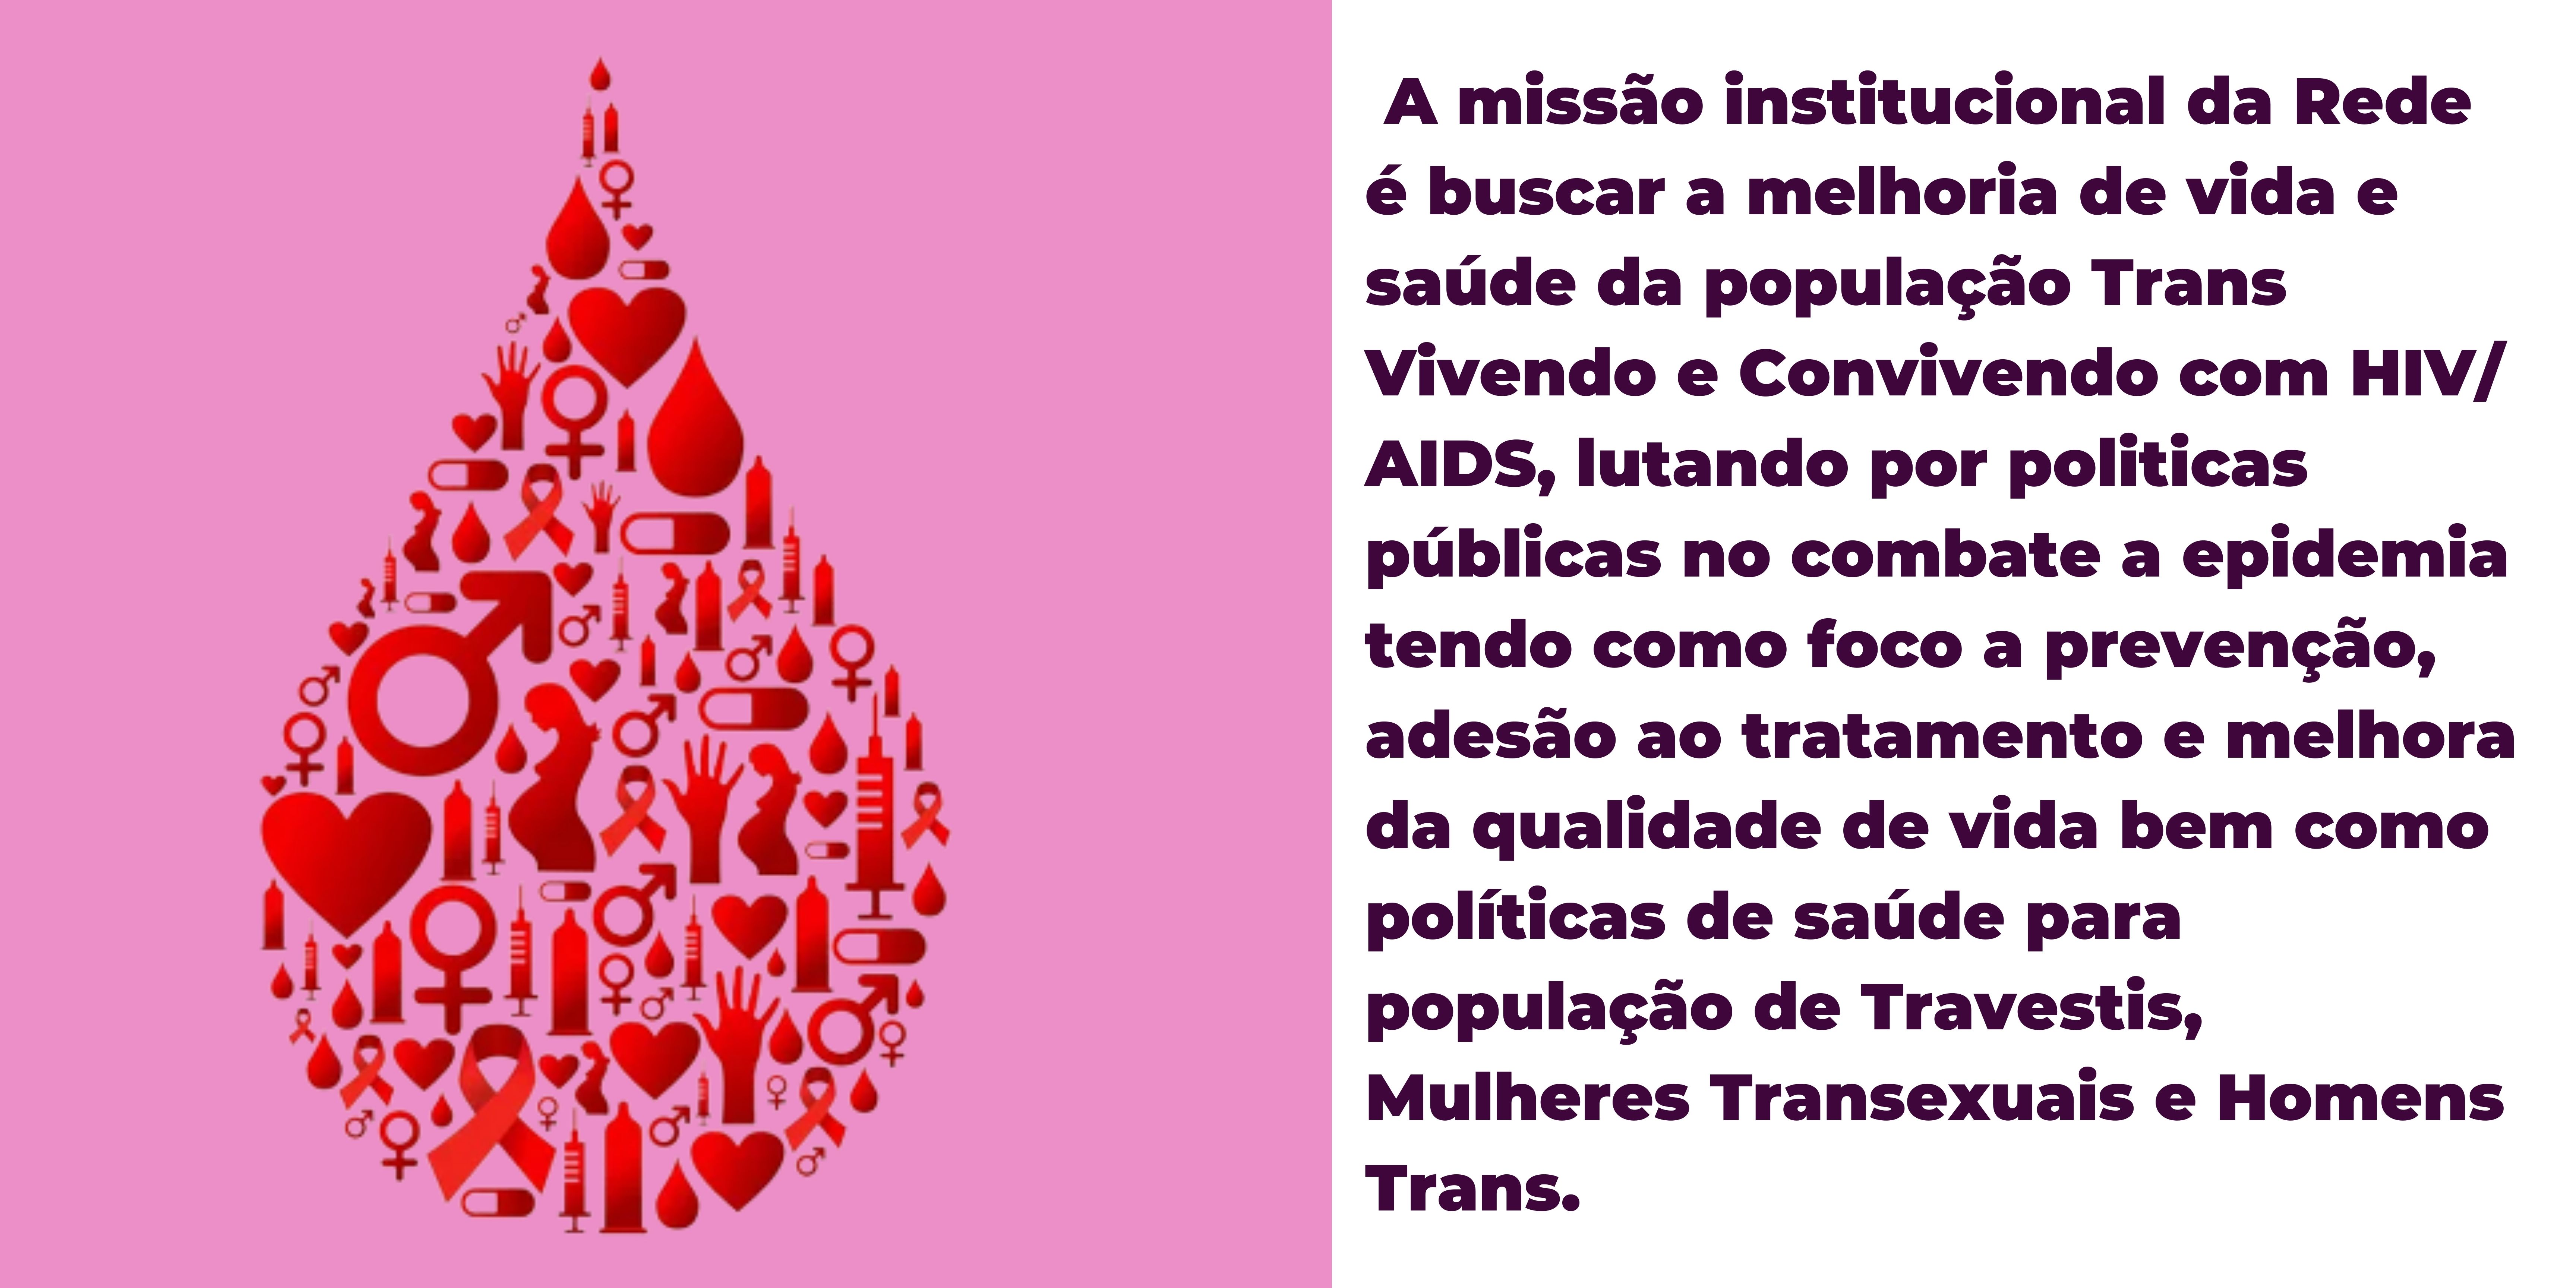 A missão institucional da Rede
é buscar a melhoria de vida e
saúde da população Trans
Vivendo e Convivendo com HIV/
AIDS, lutando por politicas
públicas no combate a epidemia
tendo como foco a prevenção,
adesão ao tratamento e melhora
da qualidade de vida bem como
políticas de saúde para
população de Travestis,
Mulheres Transexuais e Homens
Trans.